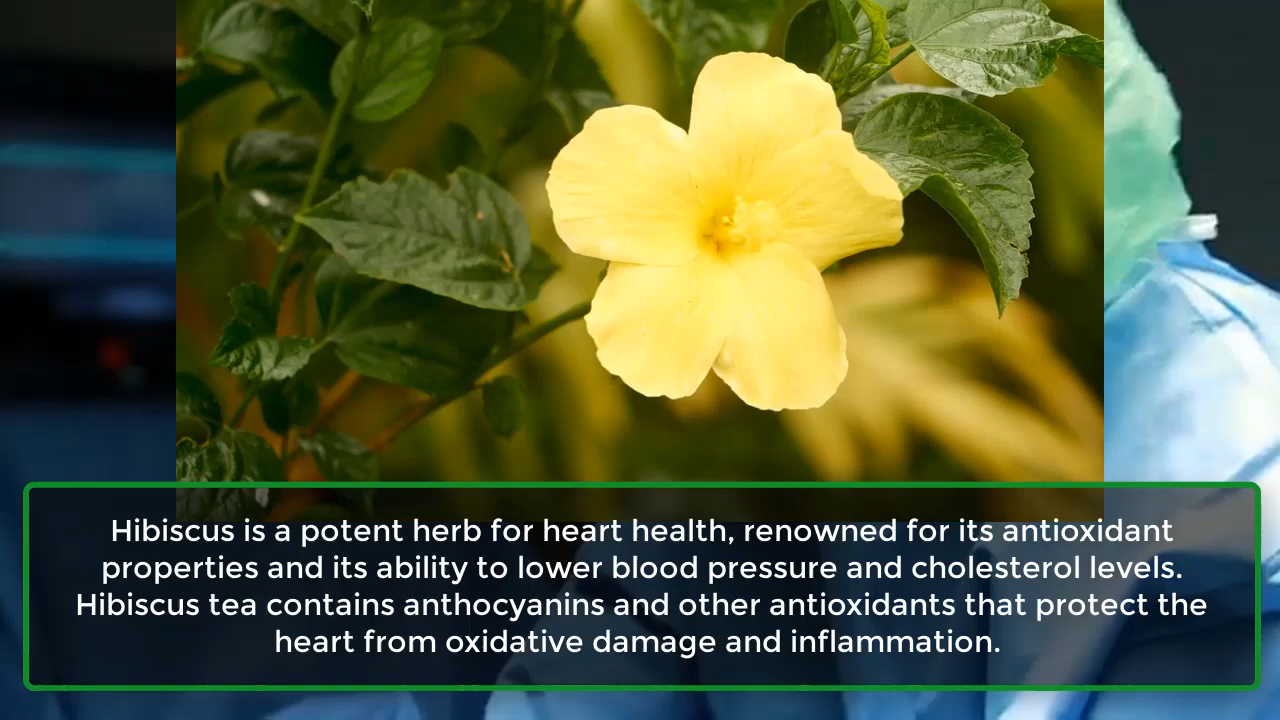 Hibiscus is a potent herb for heart health, renowned for its antioxidant
properties and its ability to lower blood pressure and cholesterol levels.
Hibiscus tea contains anthocyanins and other antioxidants that protect the
heart from oxidative damage and inflammation.